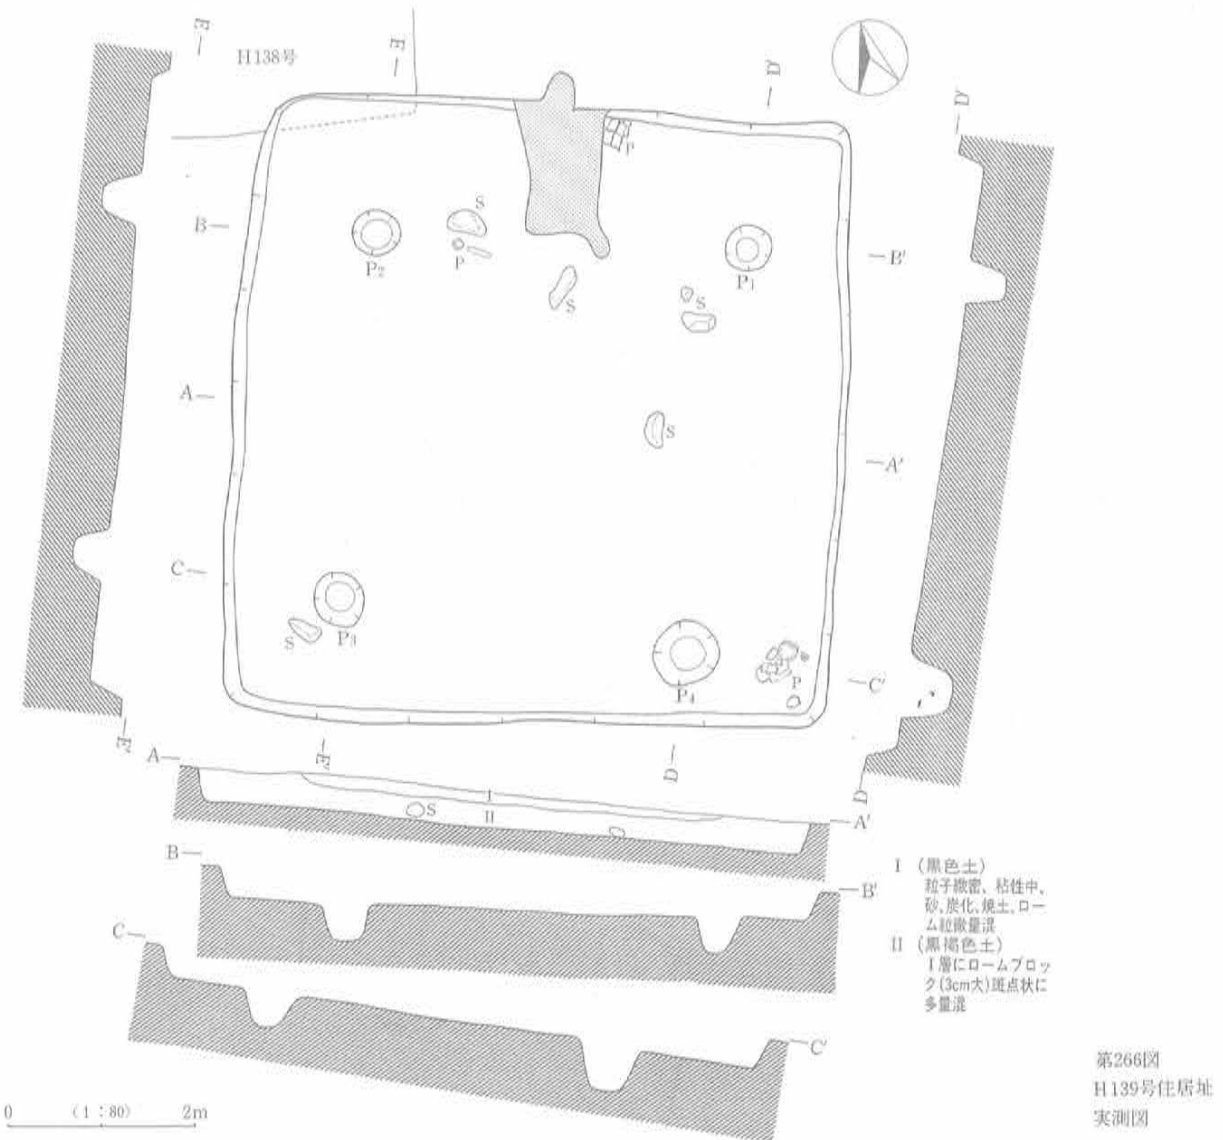 E
E
H138号
D'
D'
S
B
P
B'
P2
P
P1
S
S
A
S
A'
C
S
P3
P4
P
C'
E'
E'
D
D
A
I
S
II
A'
B
B'
C
C'
I (黒色土)
粒子緻密、粘性中、
砂、炭化、焼土、ロー
ム粒微量混
II (黒褐色土)
I層にロームブロッ
ク(3cm大)斑点状に
多量混
第266図
H139号住居址
実測図
0 (1:80) 2m